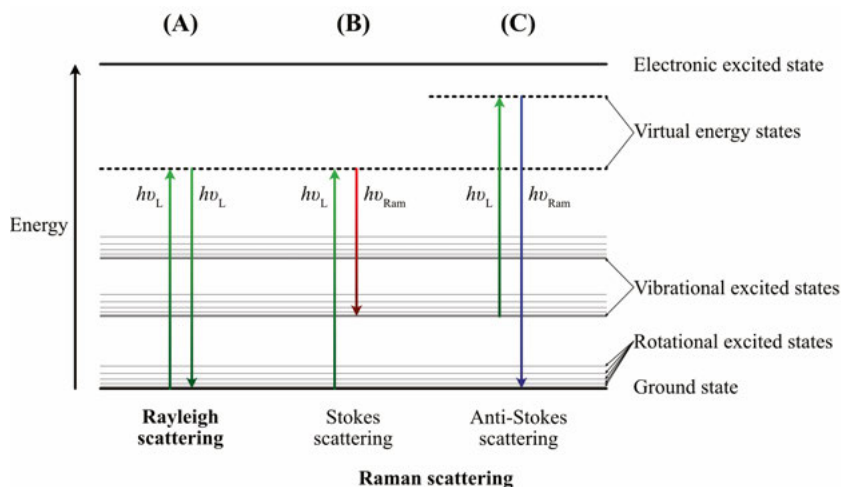 (A)
(B)
(C)
Electronic excited state
Virtual energy states
hυL
hυL
hυL
hυRam
hυL
hυRam
Energy
Vibrational excited states
Rotational excited states
Ground state
Rayleigh
scattering
Stokes
scattering
Anti-Stokes
scattering
Raman scattering